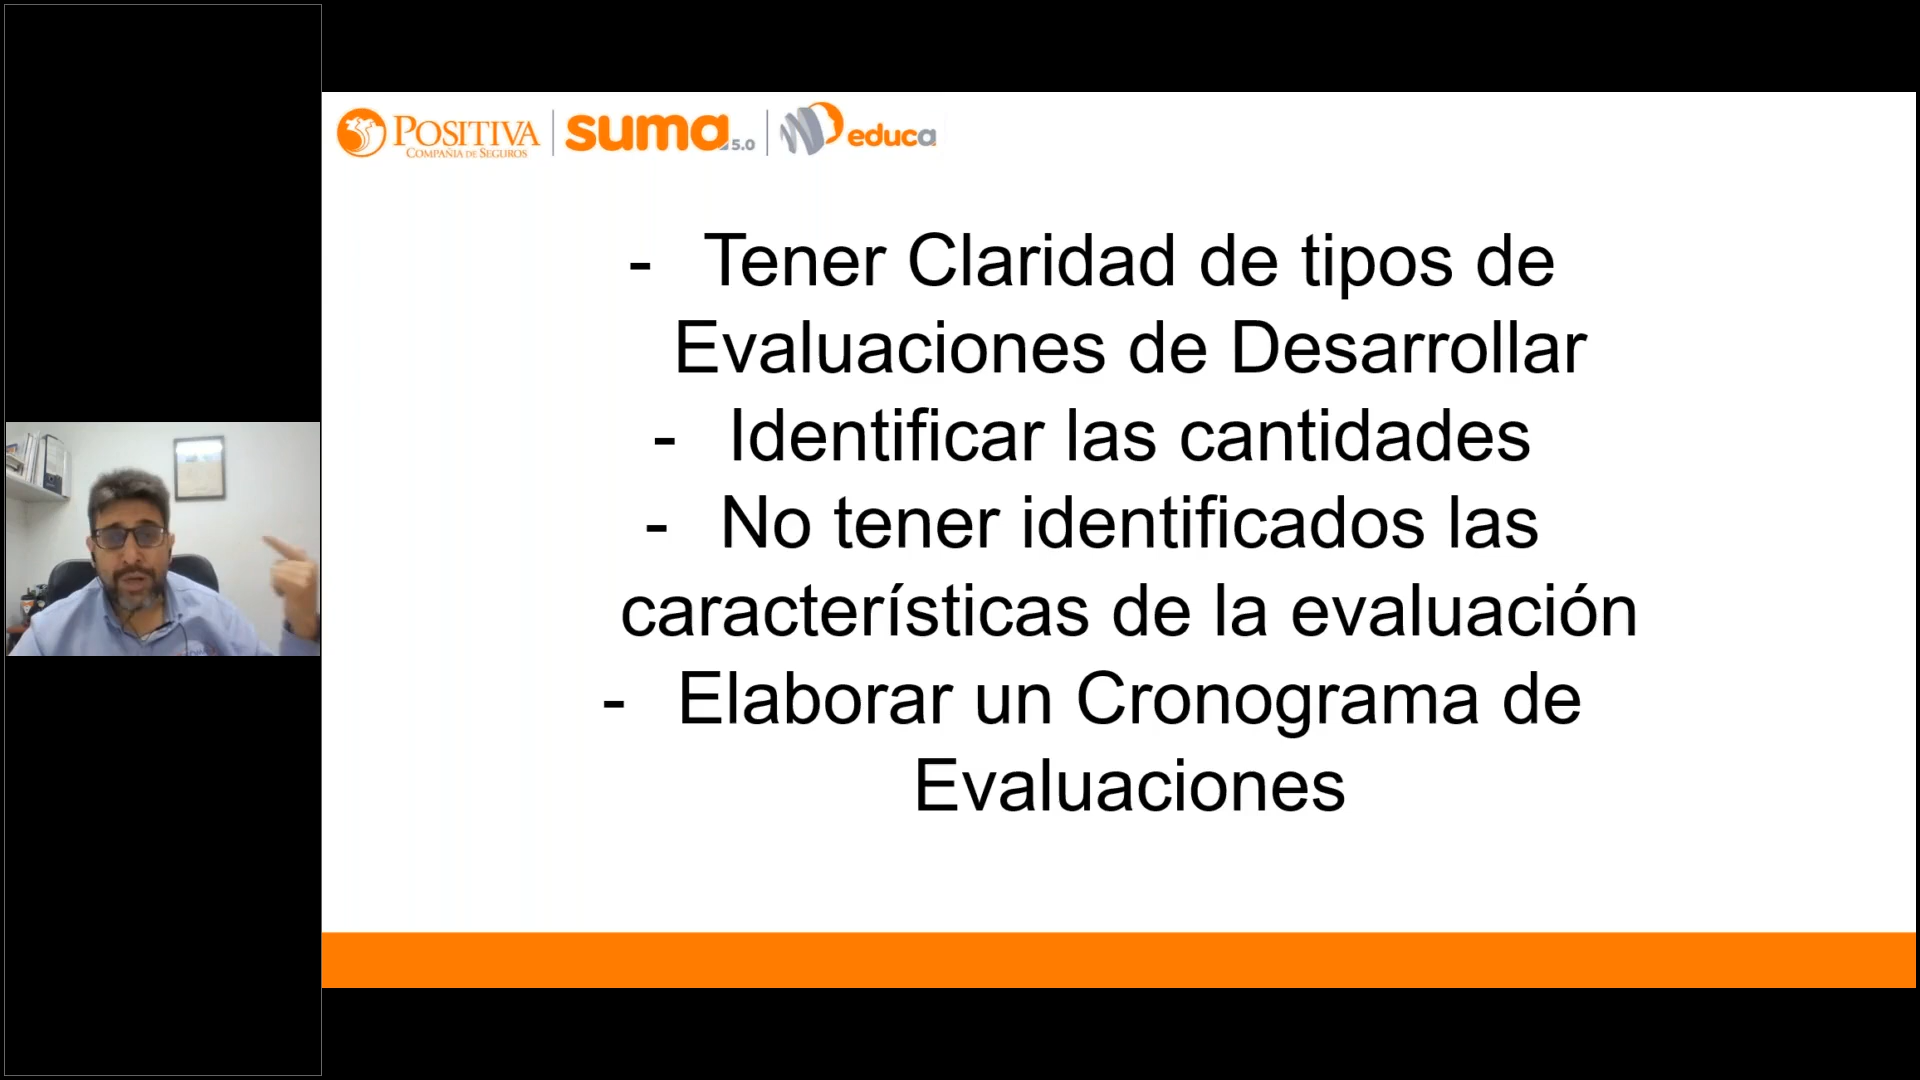 POSITIVA
COMPAÑIA DE SEGUROS
suma 5.0
educa
- Tener Claridad de tipos de
Evaluaciones de Desarrollar
- Identificar las cantidades
- No tener identificados las
características de la evaluación
- Elaborar un Cronograma de
Evaluaciones